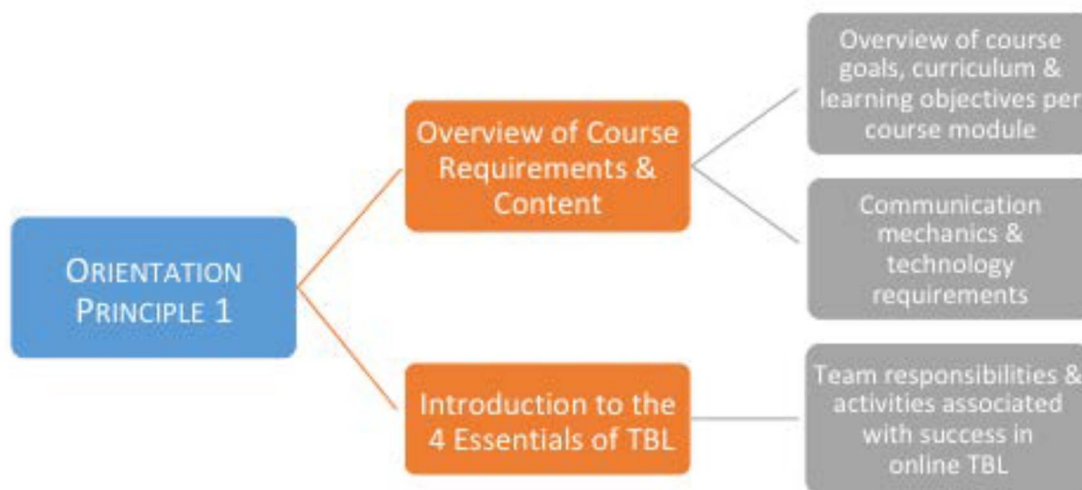 ORIENTATION
PRINCIPLE 1
Overview of Course
Requirements &
Content
Introduction to the
4 Essentials of TBL
Overview of course
goals, curriculum &
learning objectives per
course module
Communication
mechanics &
technology
requirements
Team responsibilities &
activities associated
with success in
online TBL